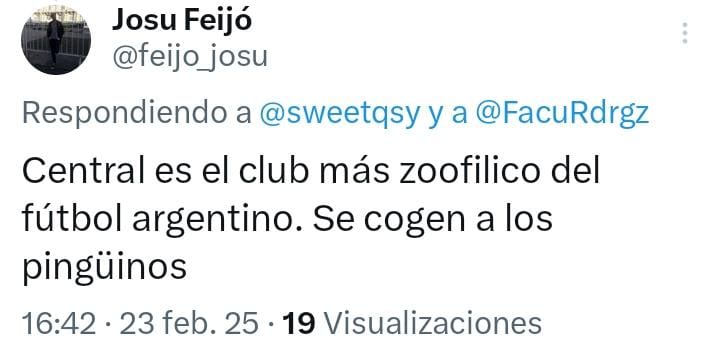 Josu Feijó
@feijo_josu
Respondiendo a @sweetqsy y a @FacuRdrgz
Central es el club más zoofilico del
fútbol argentino. Se cogen a los
pingüinos
16:42 · 23 feb. 25 · 19 Visualizaciones